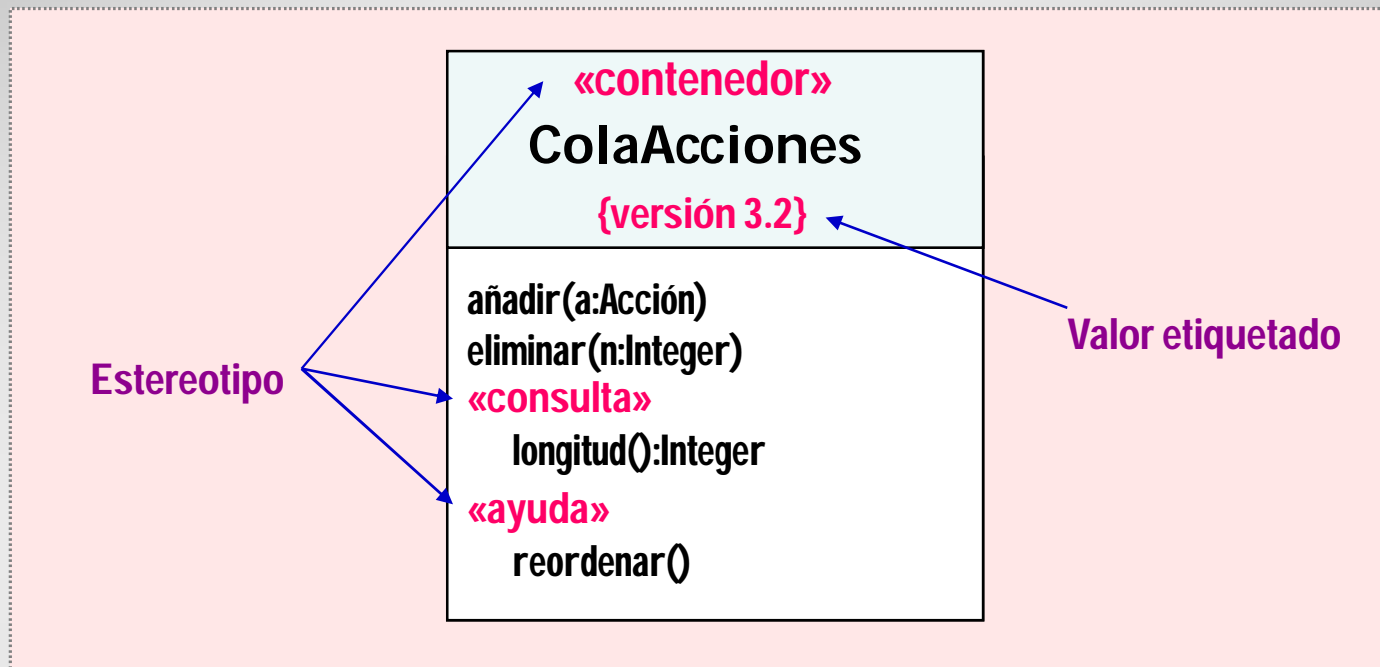 «contenedor»
ColaAcciones
{versión 3.2}
añadir(a:Acción)
eliminar(n:Integer)
Valor etiquetado
Estereotipo
«consulta»
longitud():Integer
«ayuda»
reordenar()